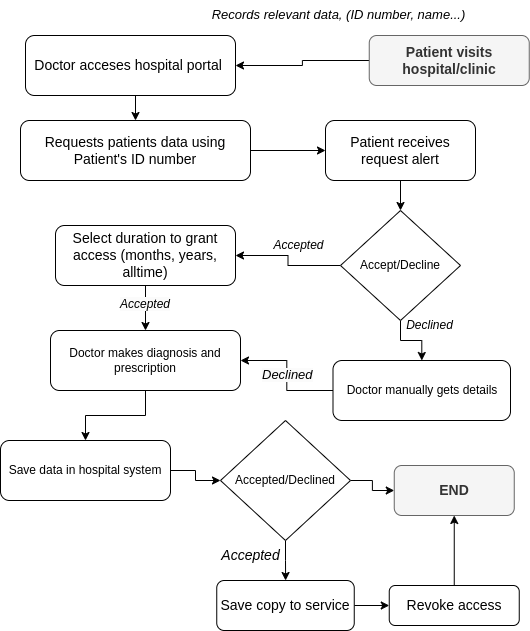 Records relevant data, (ID number, name...)
Patient visits
hospital/clinic
Doctor acceses hospital portal
Requests patients data using
Patient's ID number
Patient receives
request alert
Accept/Decline
Accepted
Select duration to grant
access (months, years,
alltime)
Accepted
Declined
Doctor manually gets details
Declined
Doctor makes diagnosis and
prescription
Save data in hospital system
Accepted/Declined
END
Accepted
Save copy to service
Revoke access